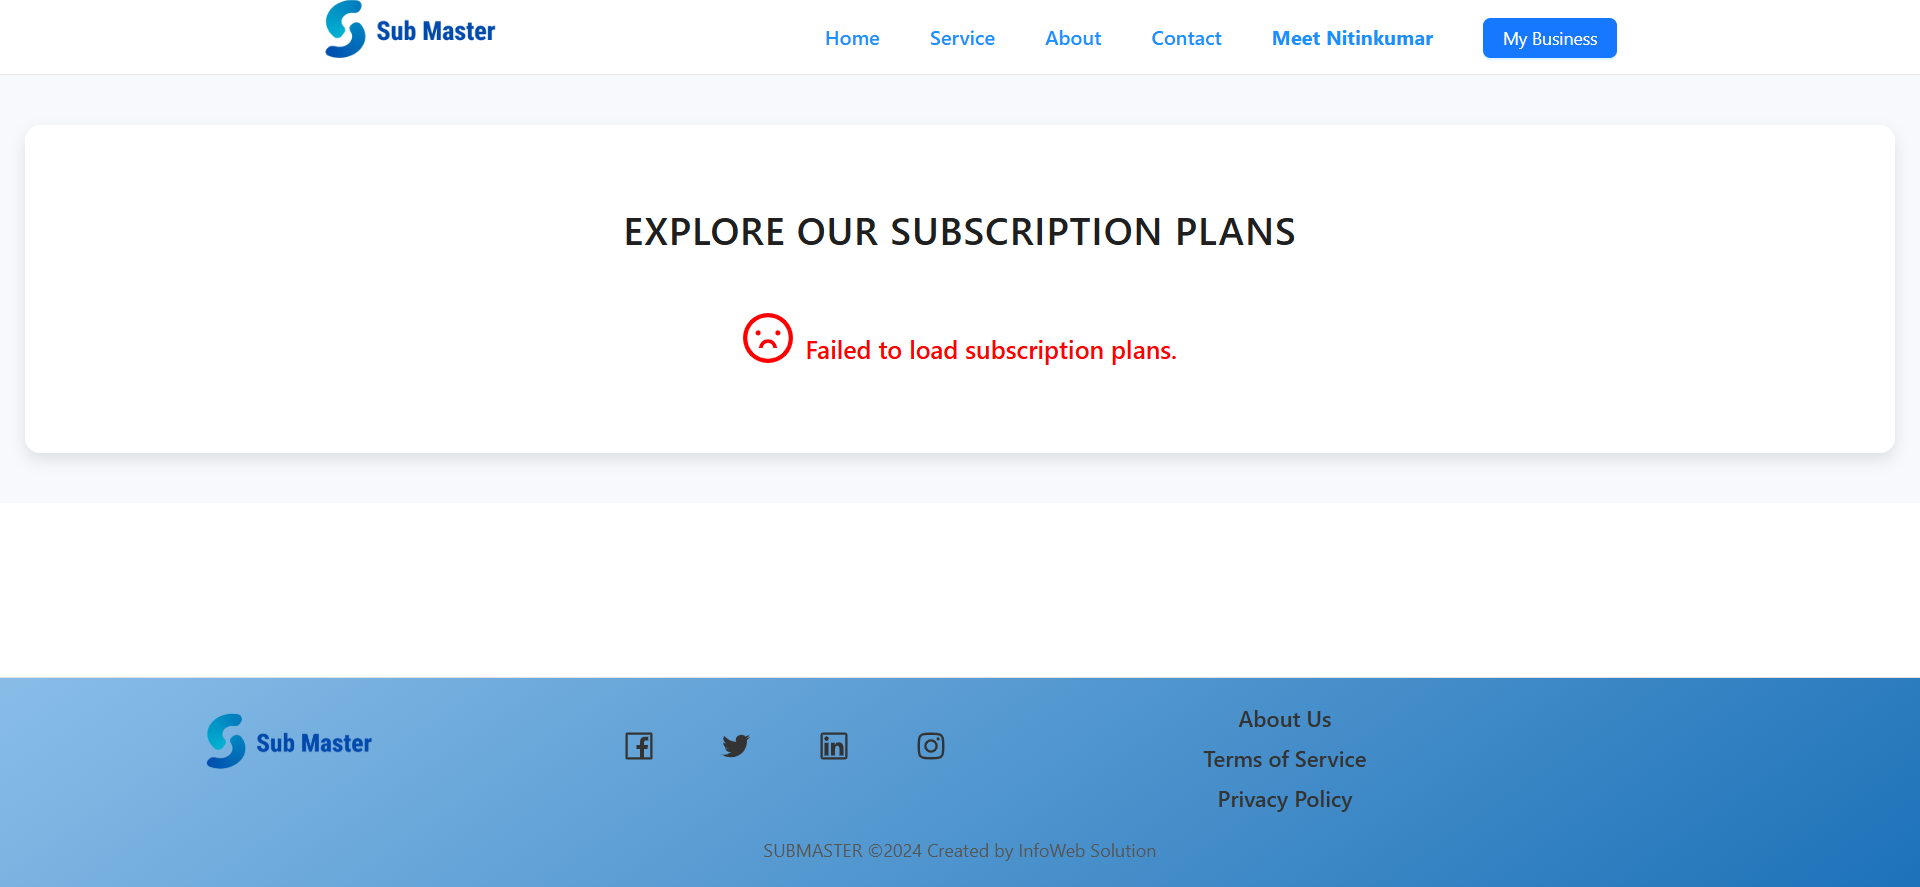 Sub Master
Home Service About Contact Meet Nitinkumar My Business
EXPLORE OUR SUBSCRIPTION PLANS
Failed to load subscription plans.
Sub Master
About Us
Terms of Service
Privacy Policy
SUBMASTER ©2024 Created by InfoWeb Solution